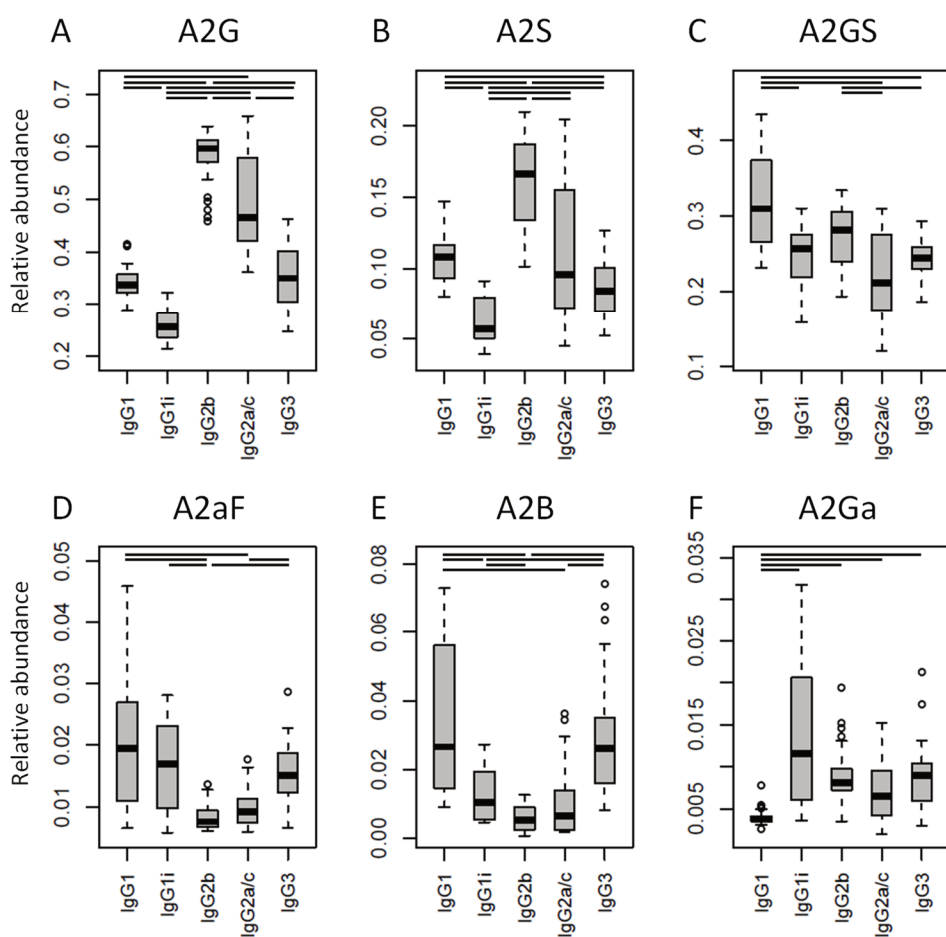 A A2G
B A2S
C A2GS
Relative abundance
0.7
0.6
0.5
0.4
0.3
0.2
0.20
0.15
0.10
0.05
0.4
0.3
0.2
0.1
IgG1 IgG1i IgG2b IgG2a/c IgG3
IgG1 IgG1i IgG2b IgG2a/c IgG3
IgG1 IgG1i IgG2b IgG2a/c IgG3
D A2aF
E A2B
F A2Ga
Relative abundance
0.05
0.04
0.03
0.02
0.01
0.08
0.06
0.04
0.02
0.00
0.035
0.025
0.015
0.005
IgG1 IgG1i IgG2b IgG2a/c IgG3
IgG1 IgG1i IgG2b IgG2a/c IgG3
IgG1 IgG1i IgG2b IgG2a/c IgG3